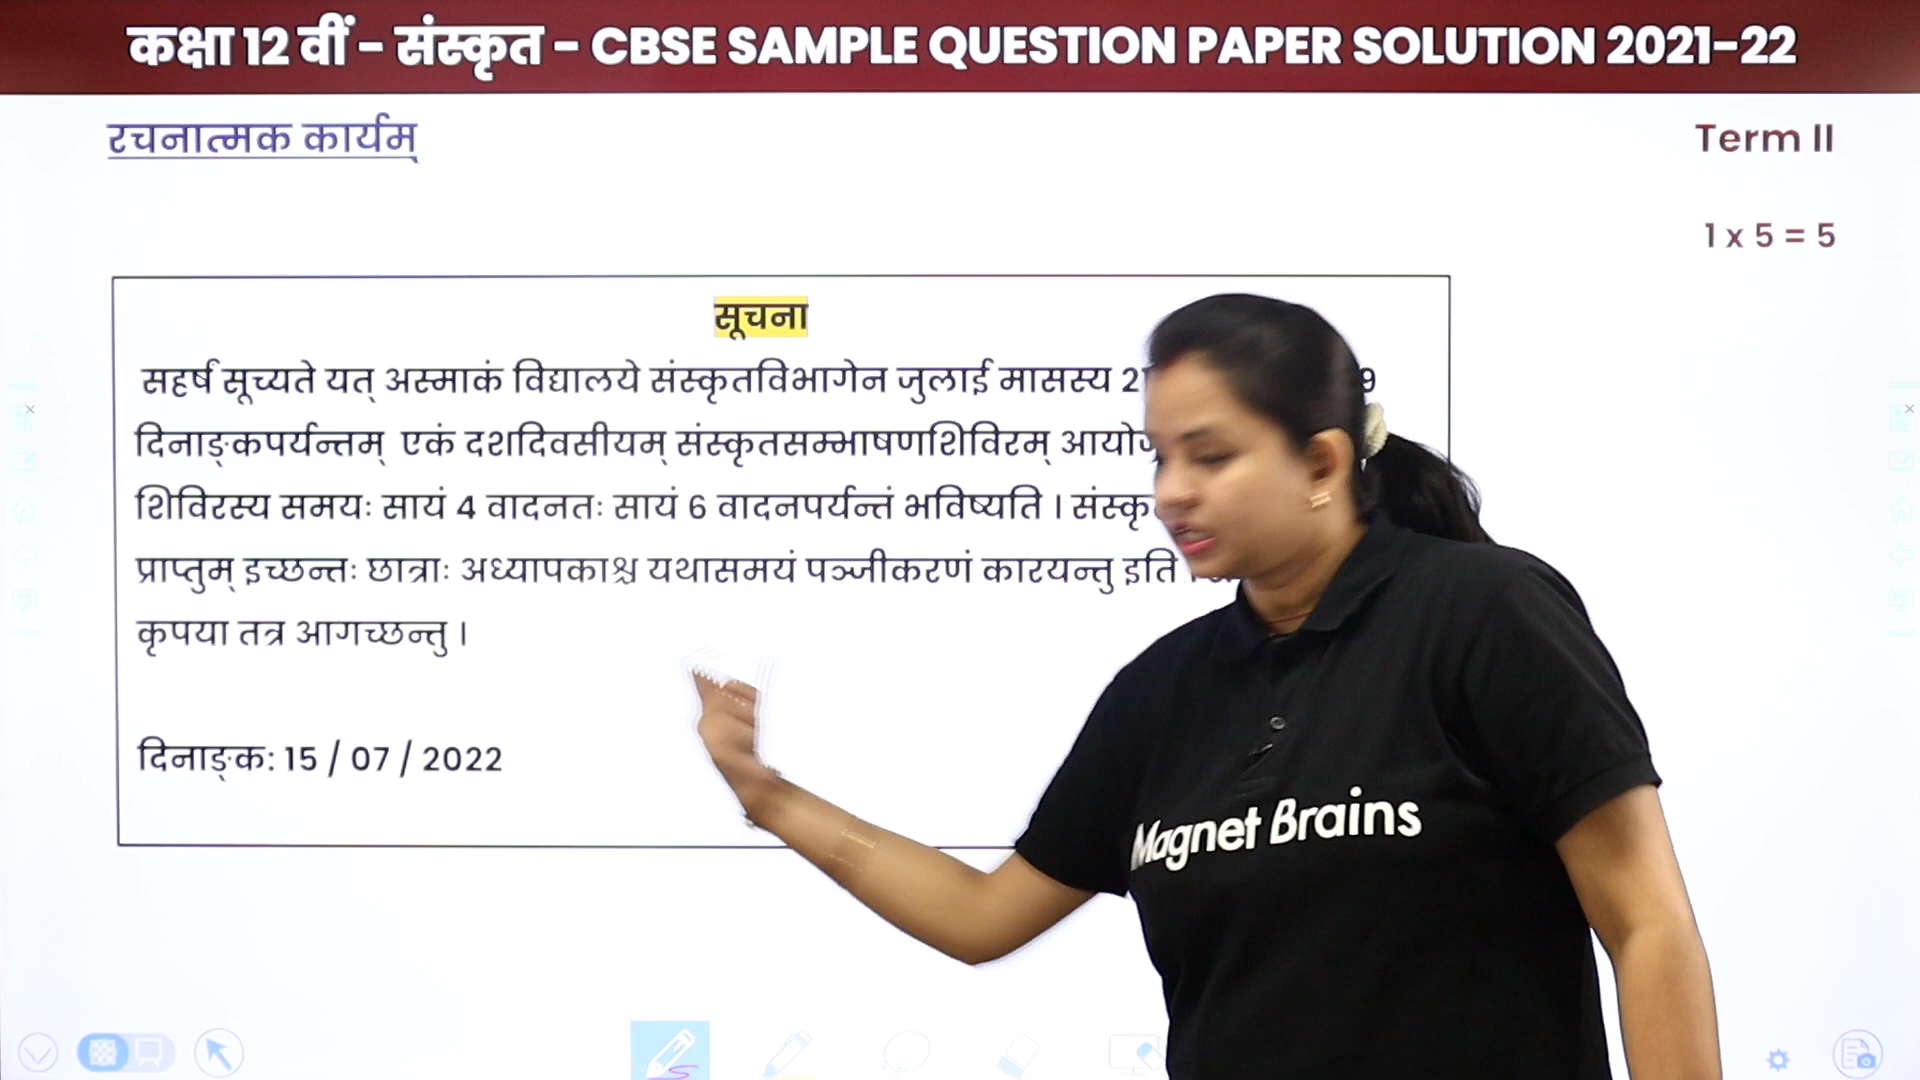 कक्षा 12 वीं – संस्कृत – CBSE SAMPLE QUESTION PAPER SOLUTION 2021-22
रचनात्मक कार्यम्
Term II
1 x 5 = 5
सूचना
सहर्ष सूच्यते यत् अस्माकं विद्यालये संस्कृतविभागेन जुलाई मासस्य
दिनाङ्कपर्यन्तम् एकं दशदिवसीयम् संस्कृतसम्भाषणशिविरम्
शिविरस्य समयः सायं 4 वादनतः सायं 6 वादनपर्यन्तं भविष्यति ।
प्राप्तुम् इच्छन्तः छात्राः अध्यापकाश्च यथासमयं पञ्जीकरणं कारयन्तु इति ।
कृपया तत्र आगच्छन्तु ।
दिनाङ्क: 15 / 07 / 2022
Magnet Brains